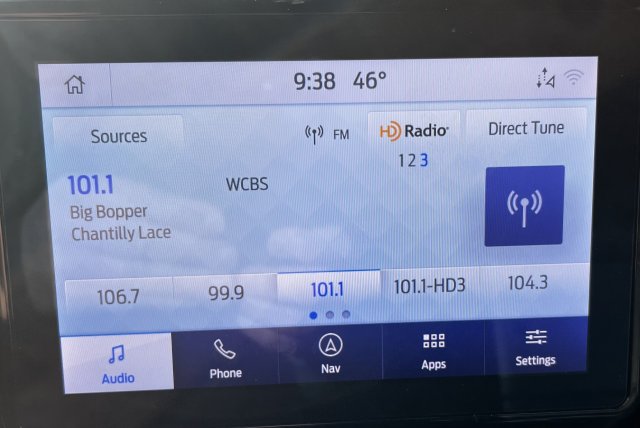 9:38 46°
Sources
FM
HD Radio
Direct Tune
1 2 3
101.1
WCBS
Big Bopper
Chantilly Lace
106.7
99.9
101.1
101.1-HD3
104.3
Audio
Phone
Nav
Apps
Settings